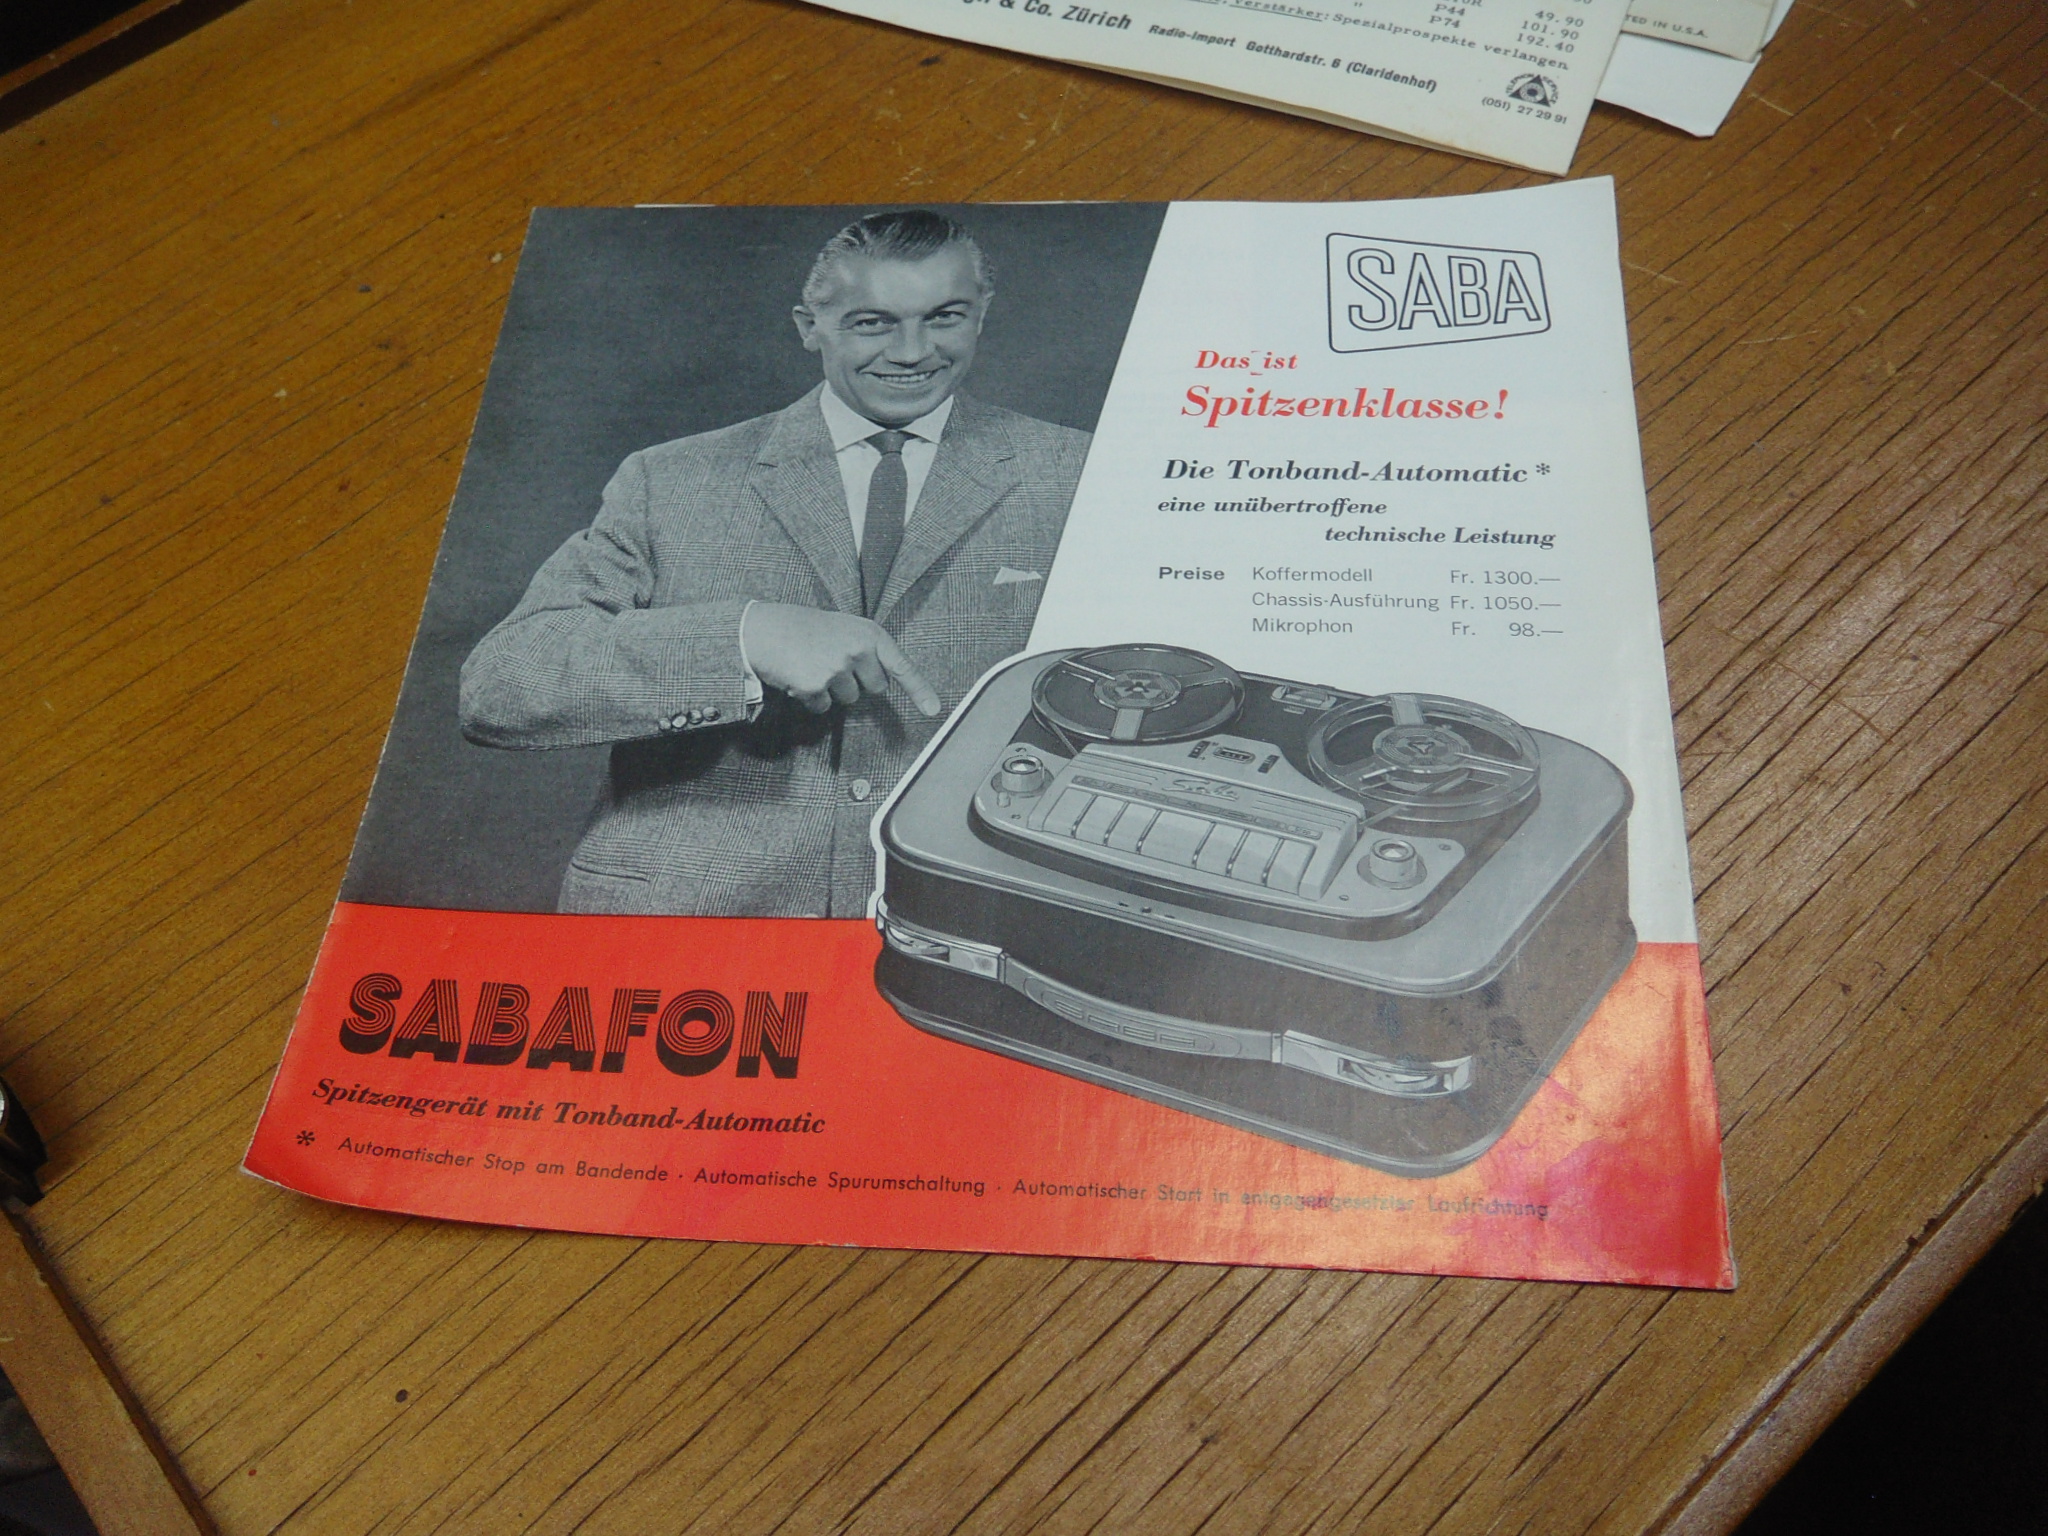 & Co. Zürich Radio-Import Gotthardstr. 6 (Claridenhof)
P44 49.90
P74 101.90
192.40
Verstärker: Spezialprospekte verlangen
(051) 27 29 91
IN U.S.A.
SABA
Das ist
Spitzenklasse!
Die Tonband-Automatic *
eine unübertroffene
technische Leistung
Preise Koffermodell Fr. 1300.—
Chassis-Ausführung Fr. 1050.—
Mikrophon Fr. 98.—
Saba
SABAFON
Spitzengerät mit Tonband-Automatic
* Automatischer Stop am Bandende · Automatische Spurumschaltung · Automatischer Start in entgegengesetzter Laufrichtung